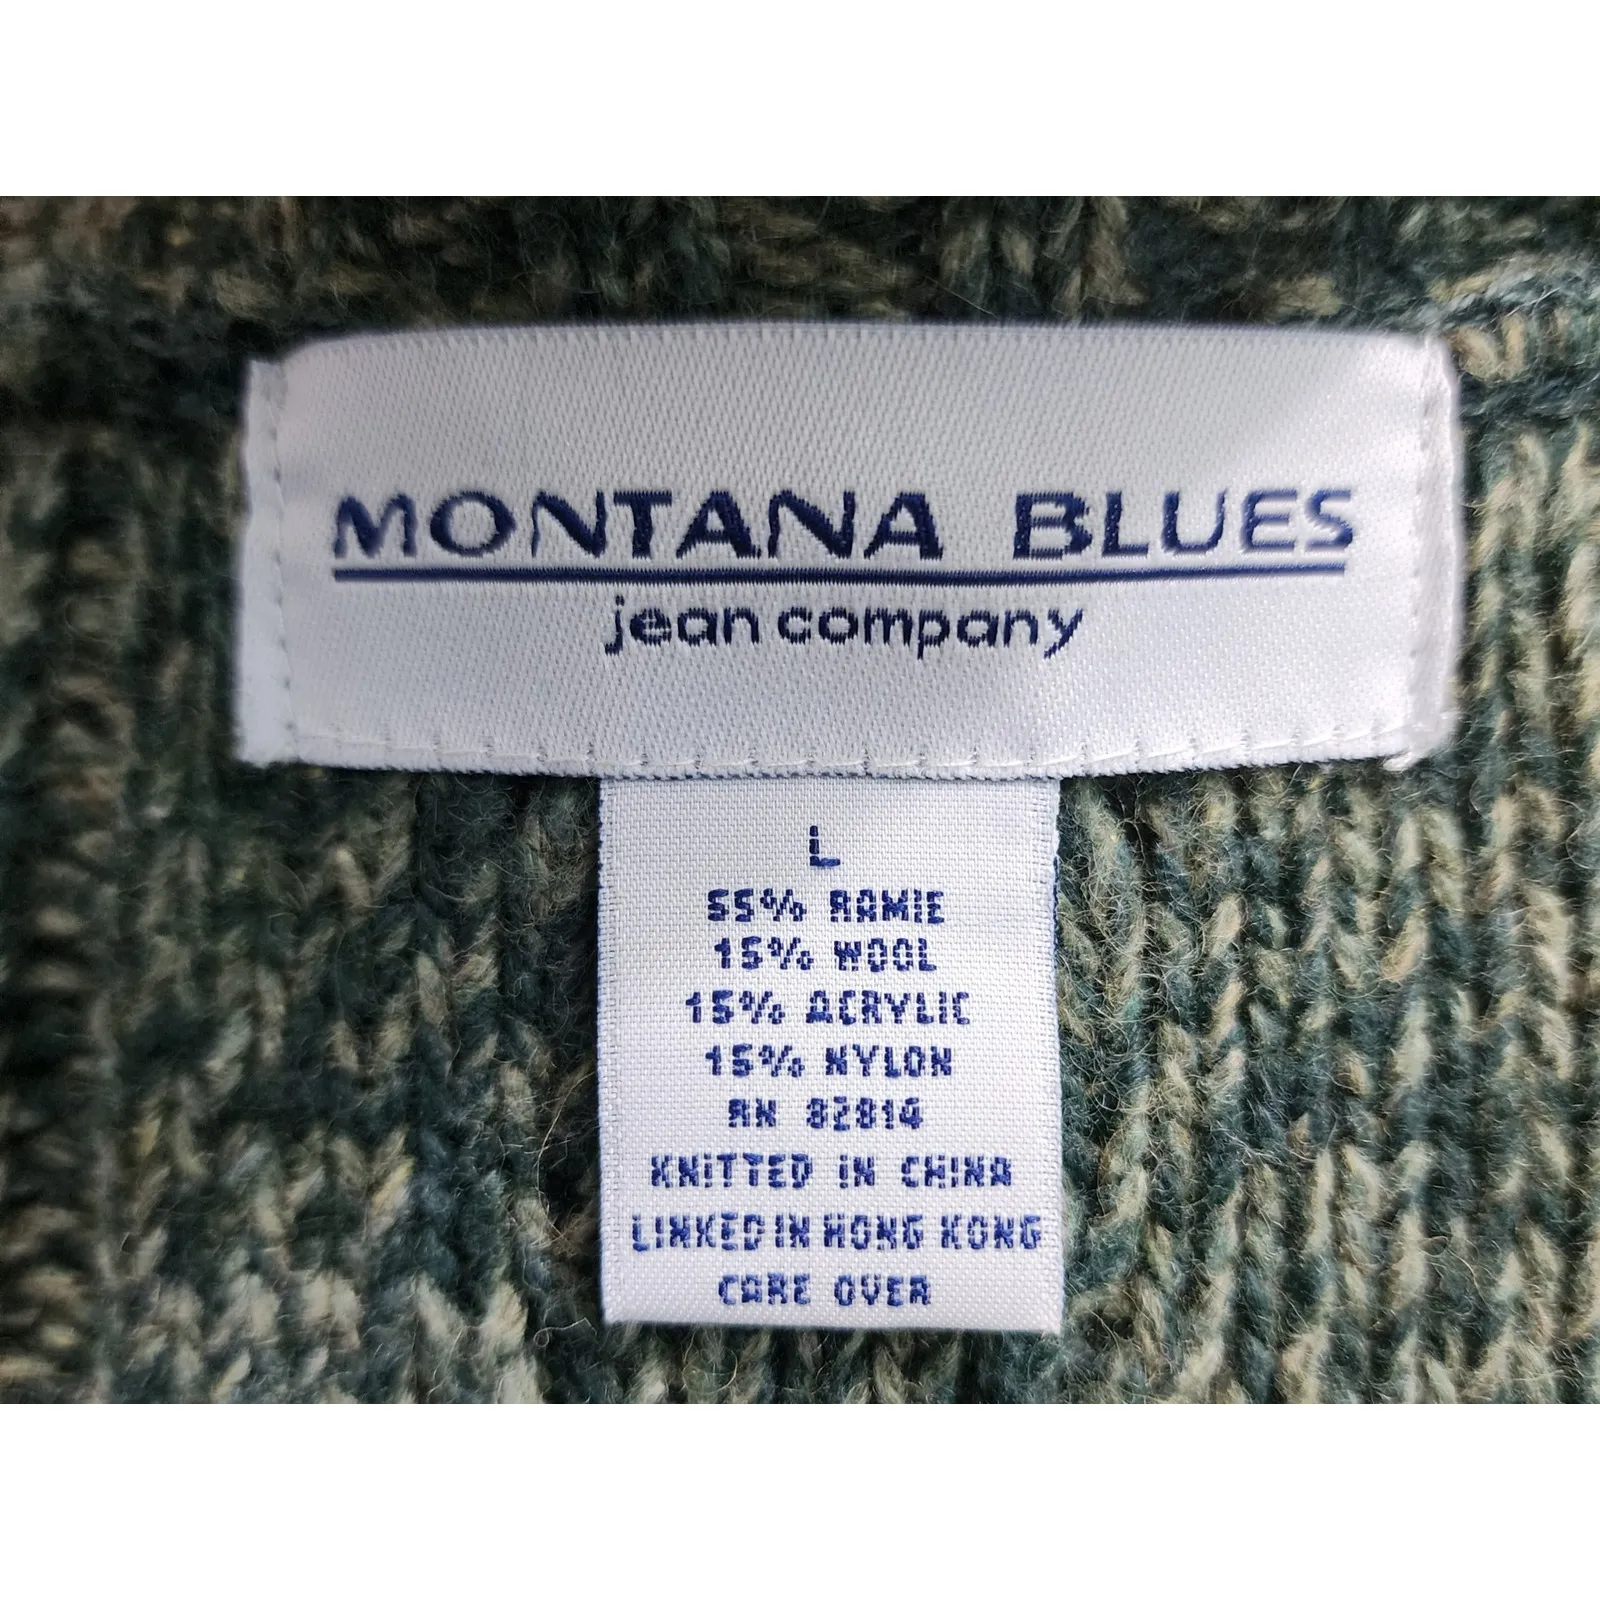 MONTANA BLUES
jean company
L
55% RAMIE
15% WOOL
15% ACRYLIC
15% NYLON
RN 82814
KNITTED IN CHINA
LINKED IN HONG KONG
CARE OVER